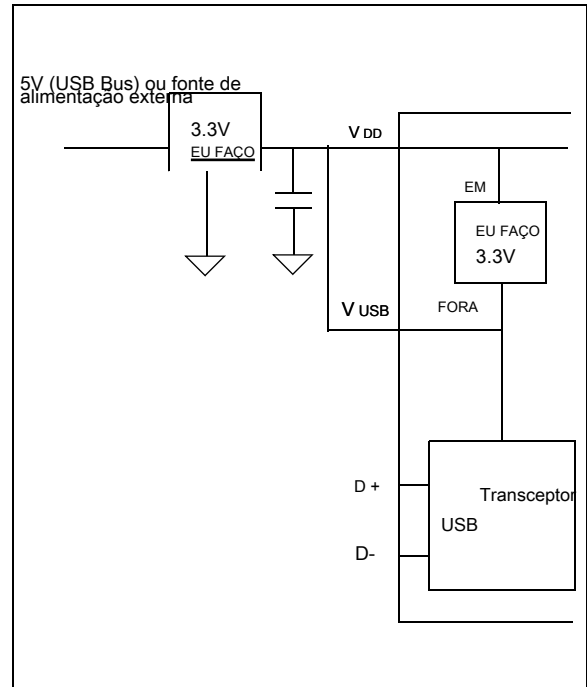 5V (USB Bus) ou fonte de
alimentação externa
3.3V
EU FAÇO
V DD
EM
EU FAÇO
3.3V
V USB
FORA
D +
Transceptor
USB
D-